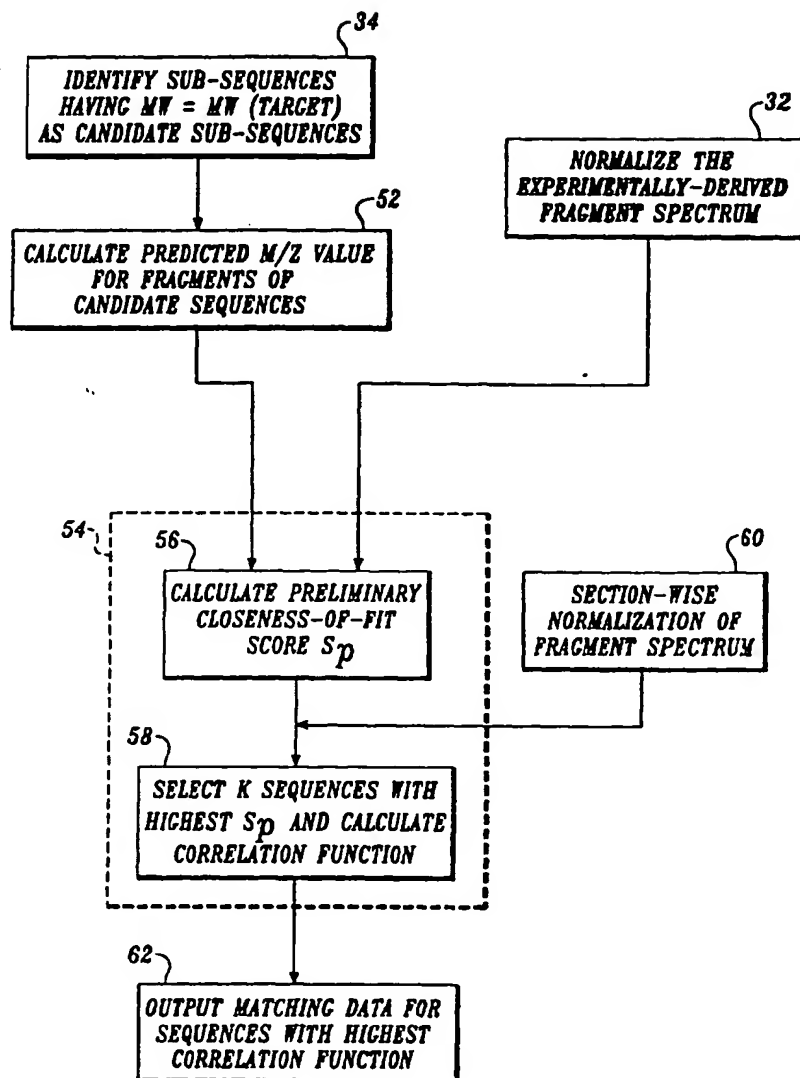 34
IDENTIFY SUB-SEQUENCES
HAVING MW = MW (TARGET)
AS CANDIDATE SUB-SEQUENCES
32
NORMALIZE THE
EXPERIMENTALLY-DERIVED
FRAGMENT SPECTRUM
52
CALCULATE PREDICTED M/Z VALUE
FOR FRAGMENTS OF
CANDIDATE SEQUENCES
54
56
CALCULATE PRELIMINARY
CLOSENESS-OF-FIT
SCORE Sp
60
SECTION-WISE
NORMALIZATION OF
FRAGMENT SPECTRUM
58
SELECT K SEQUENCES WITH
HIGHEST Sp AND CALCULATE
CORRELATION FUNCTION
62
OUTPUT MATCHING DATA FOR
SEQUENCES WITH HIGHEST
CORRELATION FUNCTION